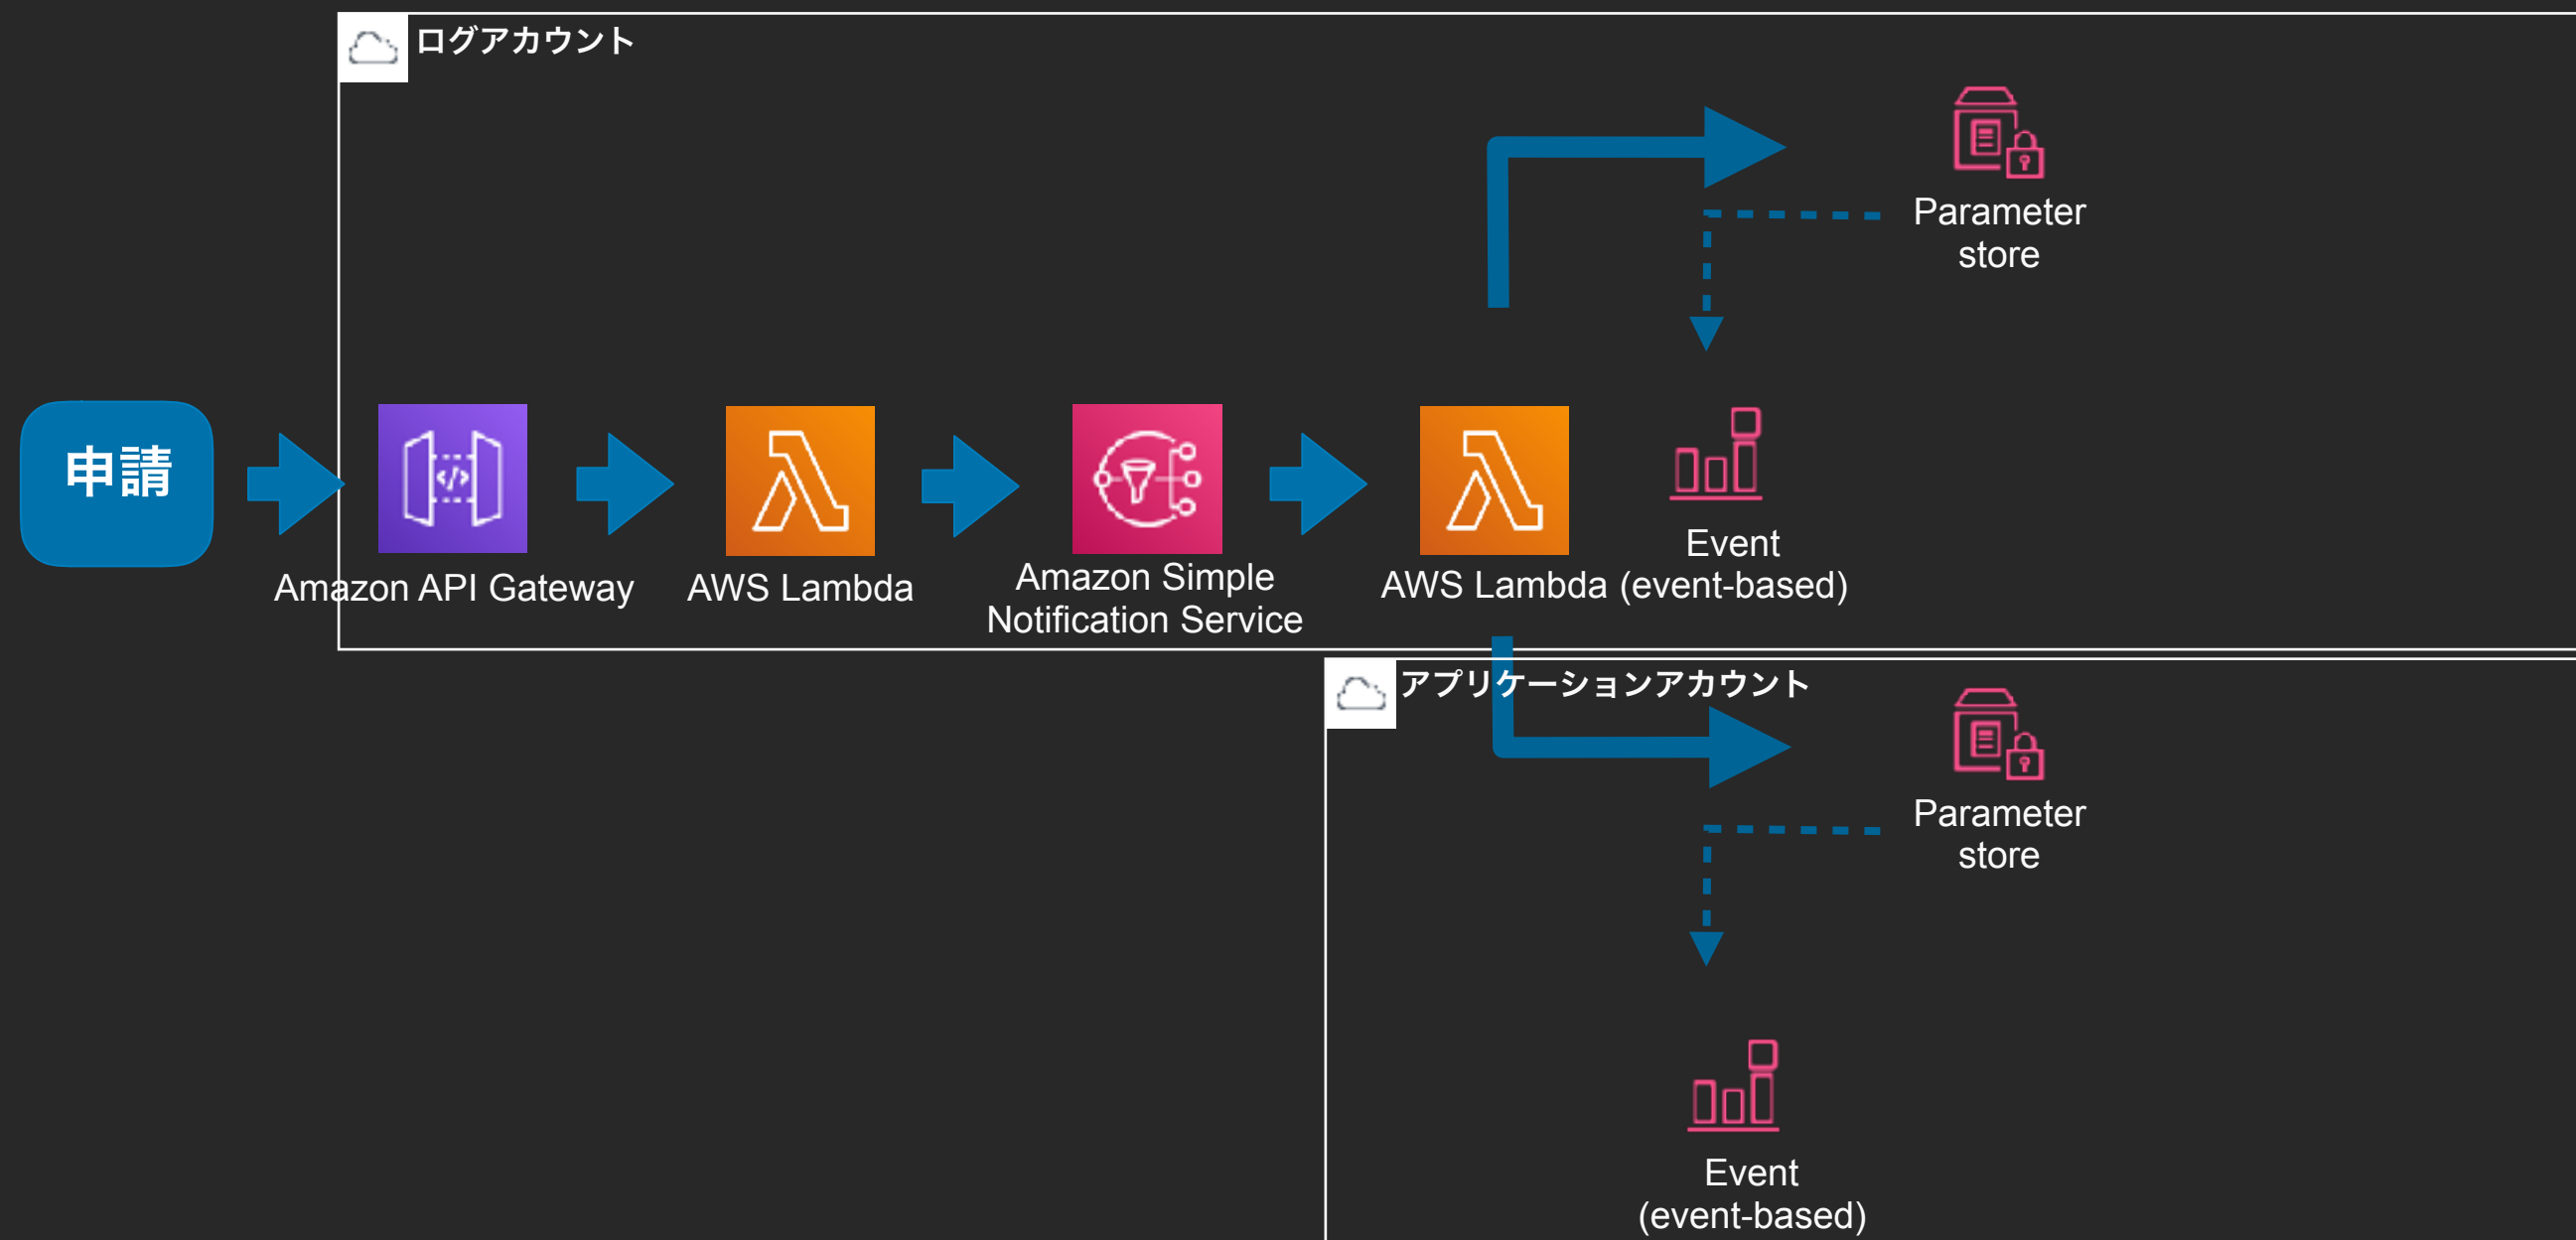 ログアカウント
Parameter
store
申請
Amazon API Gateway
AWS Lambda
Amazon Simple
Notification Service
AWS Lambda
Event
(event-based)
アプリケーションアカウント
Parameter
store
Event
(event-based)